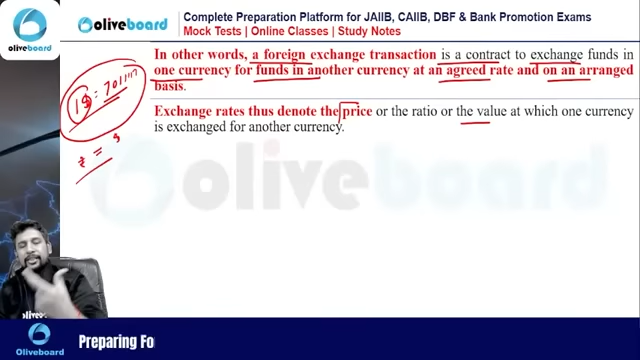 oliveboard
Complete Preparation Platform for JAIIB, CAIIB, DBF & Bank Promotion Exams
Mock Tests | Online Classes | Study Notes
In other words, a foreign exchange transaction is a contract to exchange funds in
one currency for funds in another currency at an agreed rate and on an arranged
basis.
Exchange rates thus denote the price or the ratio or the value at which one currency
is exchanged for another currency.
1$ = 70
₹ =
oliveboard
oliveboard
Oliveboard
Preparing Fo